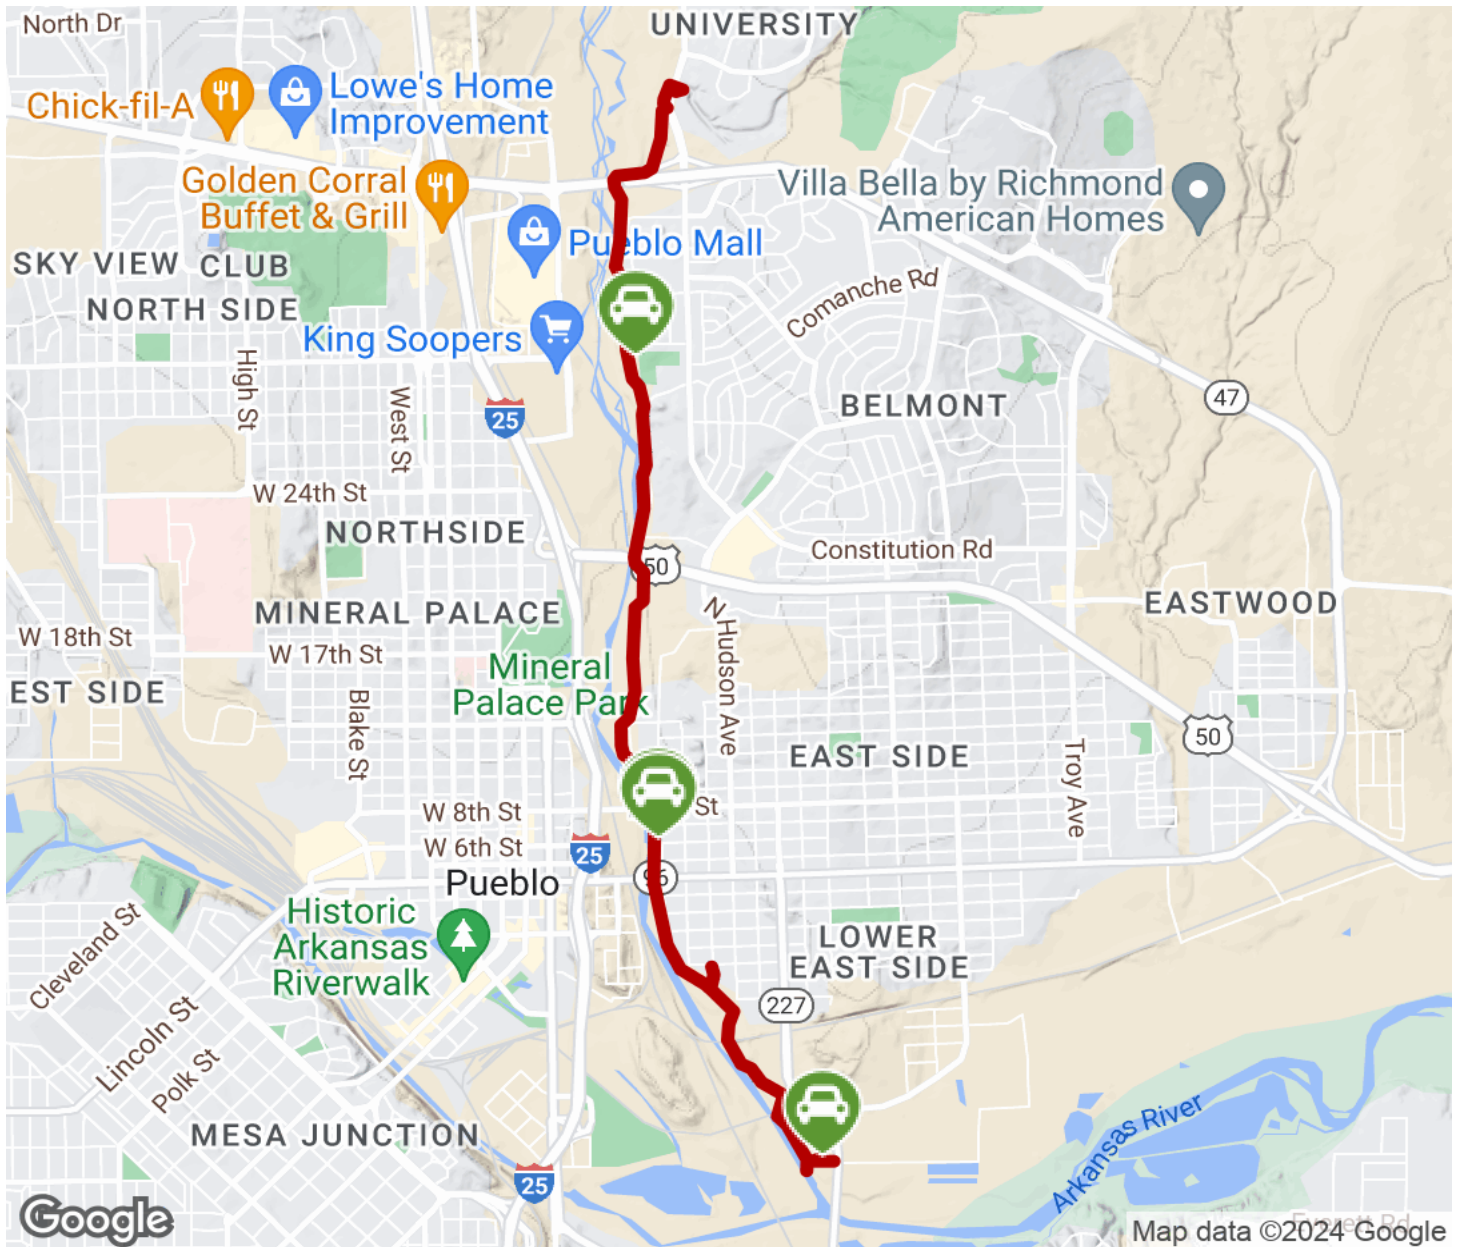 North Dr
UNIVERSITY
Chick-fil-A
Lowe's Home
Improvement
Golden Corral
Buffet & Grill
Villa Bella by Richmond
American Homes
Pueblo Mall
SKY VIEW
CLUB
NORTH SIDE
Comanche Rd
King Soopers
High St
West St
25
47
BELMONT
W 24th St
NORTHSIDE
Constitution Rd
50
MINERAL PALACE
N Hudson Ave
EASTWOOD
W 18th St
W 17th St
Mineral
Palace Park
EST SIDE
Blake St
EAST SIDE
Troy Ave
50
W 8th St
St
W 6th St
25
Pueblo
96
Historic
Arkansas
Riverwalk
Cleveland St
LOWER
EAST SIDE
227
Lincoln St
Polk St
MESA JUNCTION
Arkansas River
25
Google
Everett Rd
Map data ©2024 Google